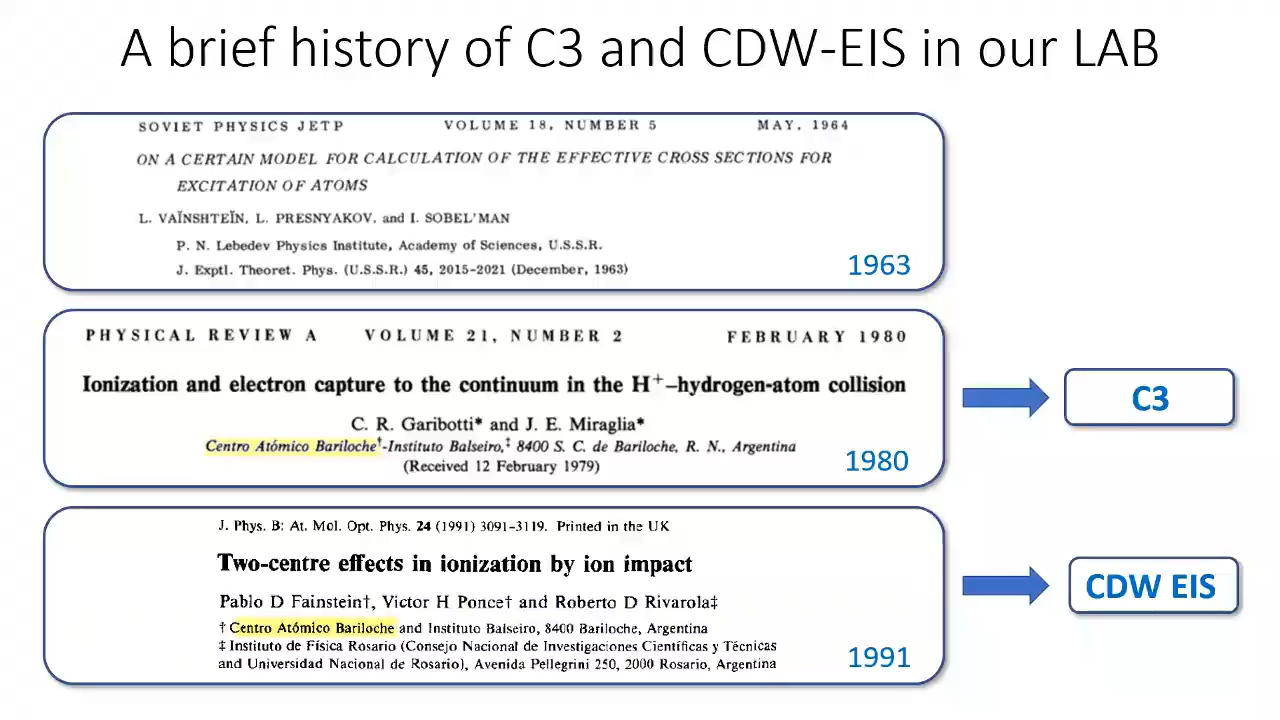 A brief history of C3 and CDW-EIS in our LAB
SOVIET PHYSICS JETP VOLUME 18, NUMBER 5 MAY, 1964
ON A CERTAIN MODEL FOR CALCULATION OF THE EFFECTIVE CROSS SECTIONS FOR
EXCITATION OF ATOMS
L. VAĬNSHTEĬN, L. PRESNYAKOV, and I. SOBEL'MAN
P. N. Lebedev Physics Institute, Academy of Sciences, U.S.S.R.
J. Exptl. Theoret. Phys. (U.S.S.R.) 45, 2015-2021 (December, 1963)
1963
PHYSICAL REVIEW A VOLUME 21, NUMBER 2 FEBRUARY 1980
Ionization and electron capture to the continuum in the H⁺–hydrogen-atom collision
C. R. Garibotti* and J. E. Miraglia*
Centro Atómico Bariloche†-Instituto Balseiro,‡ 8400 S. C. de Bariloche, R. N., Argentina
(Received 12 February 1979)
1980
C3
J. Phys. B: At. Mol. Opt. Phys. 24 (1991) 3091-3119. Printed in the UK
Two-centre effects in ionization by ion impact
Pablo D Fainstein†, Victor H Ponce† and Roberto D Rivarola‡
† Centro Atómico Bariloche and Instituto Balseiro, 8400 Bariloche, Argentina
‡ Instituto de Física Rosario (Consejo Nacional de Investigaciones Científicas y Técnicas
and Universidad Nacional de Rosario), Avenida Pellegrini 250, 2000 Rosario, Argentina
1991
CDW EIS